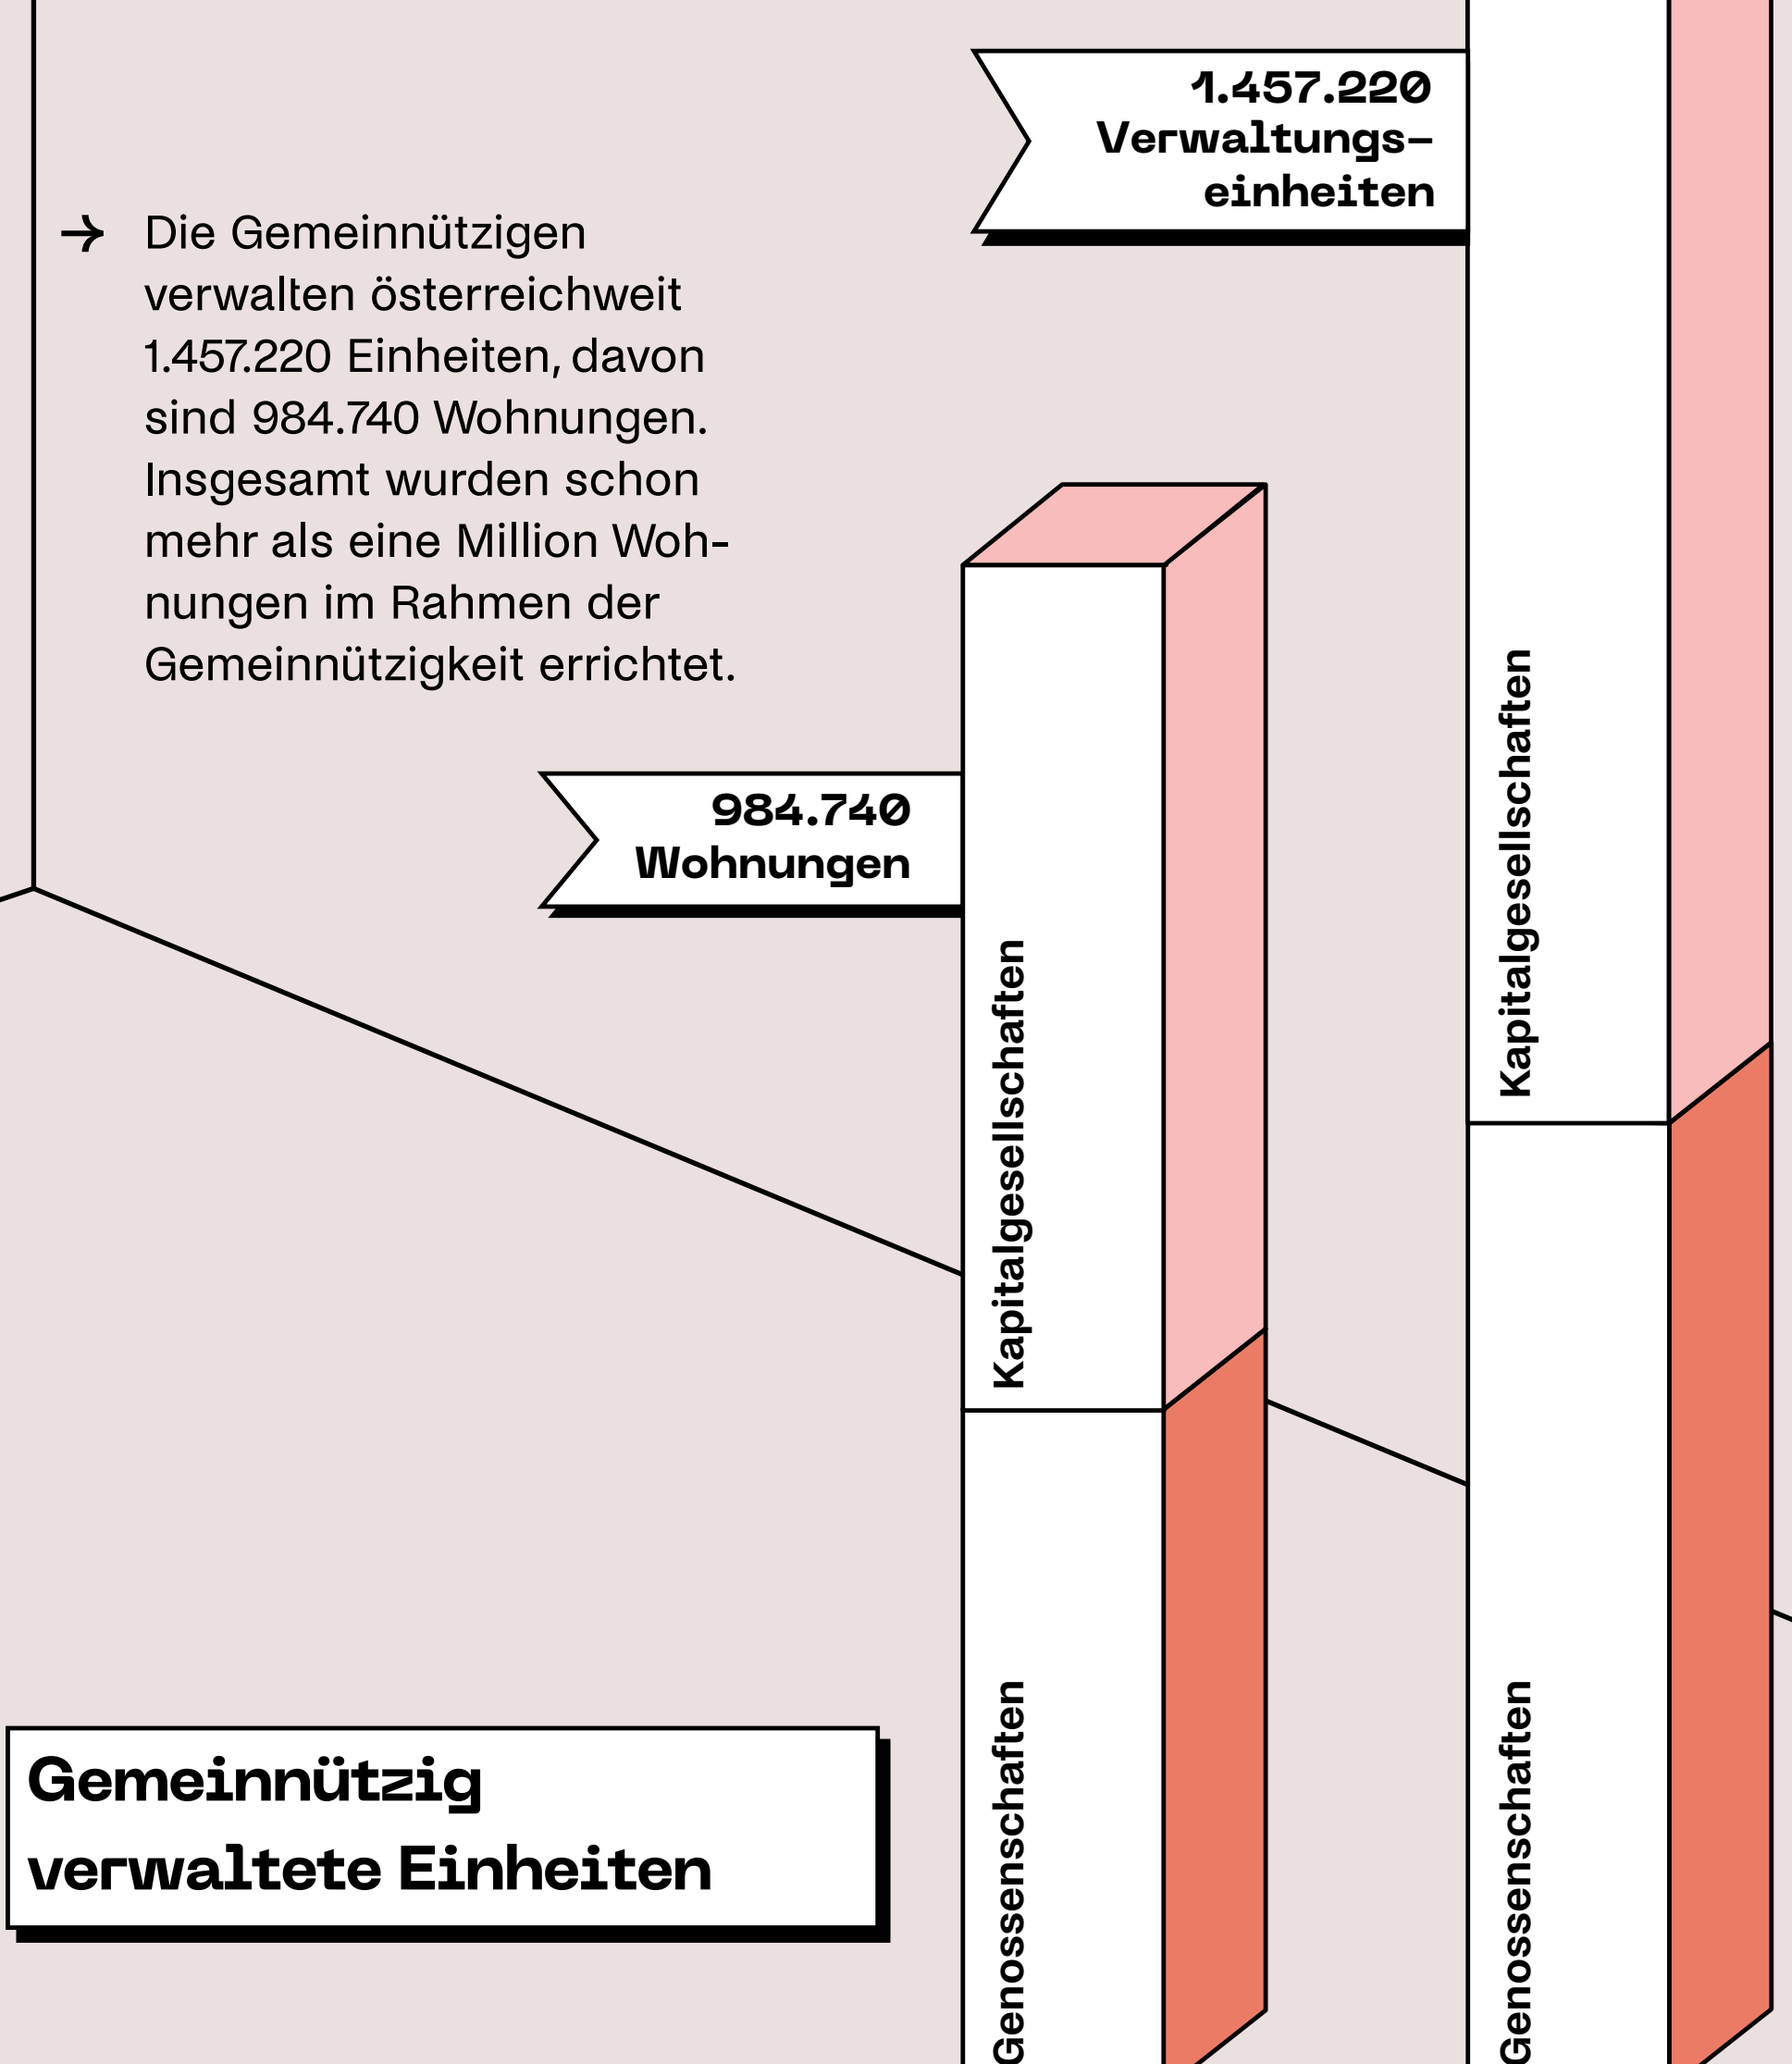 1.457.220
Verwaltungs-
einheiten
→ Die Gemeinnützigen
verwalten österreichweit
1.457.220 Einheiten, davon
sind 984.740 Wohnungen.
Insgesamt wurden schon
mehr als eine Million Woh-
nungen im Rahmen der
Gemeinnützigkeit errichtet.
984.740
Wohnungen
Kapitalgesellschaften
Kapitalgesellschaften
Genossenschaften
Genossenschaften
Gemeinnützig
verwaltete Einheiten